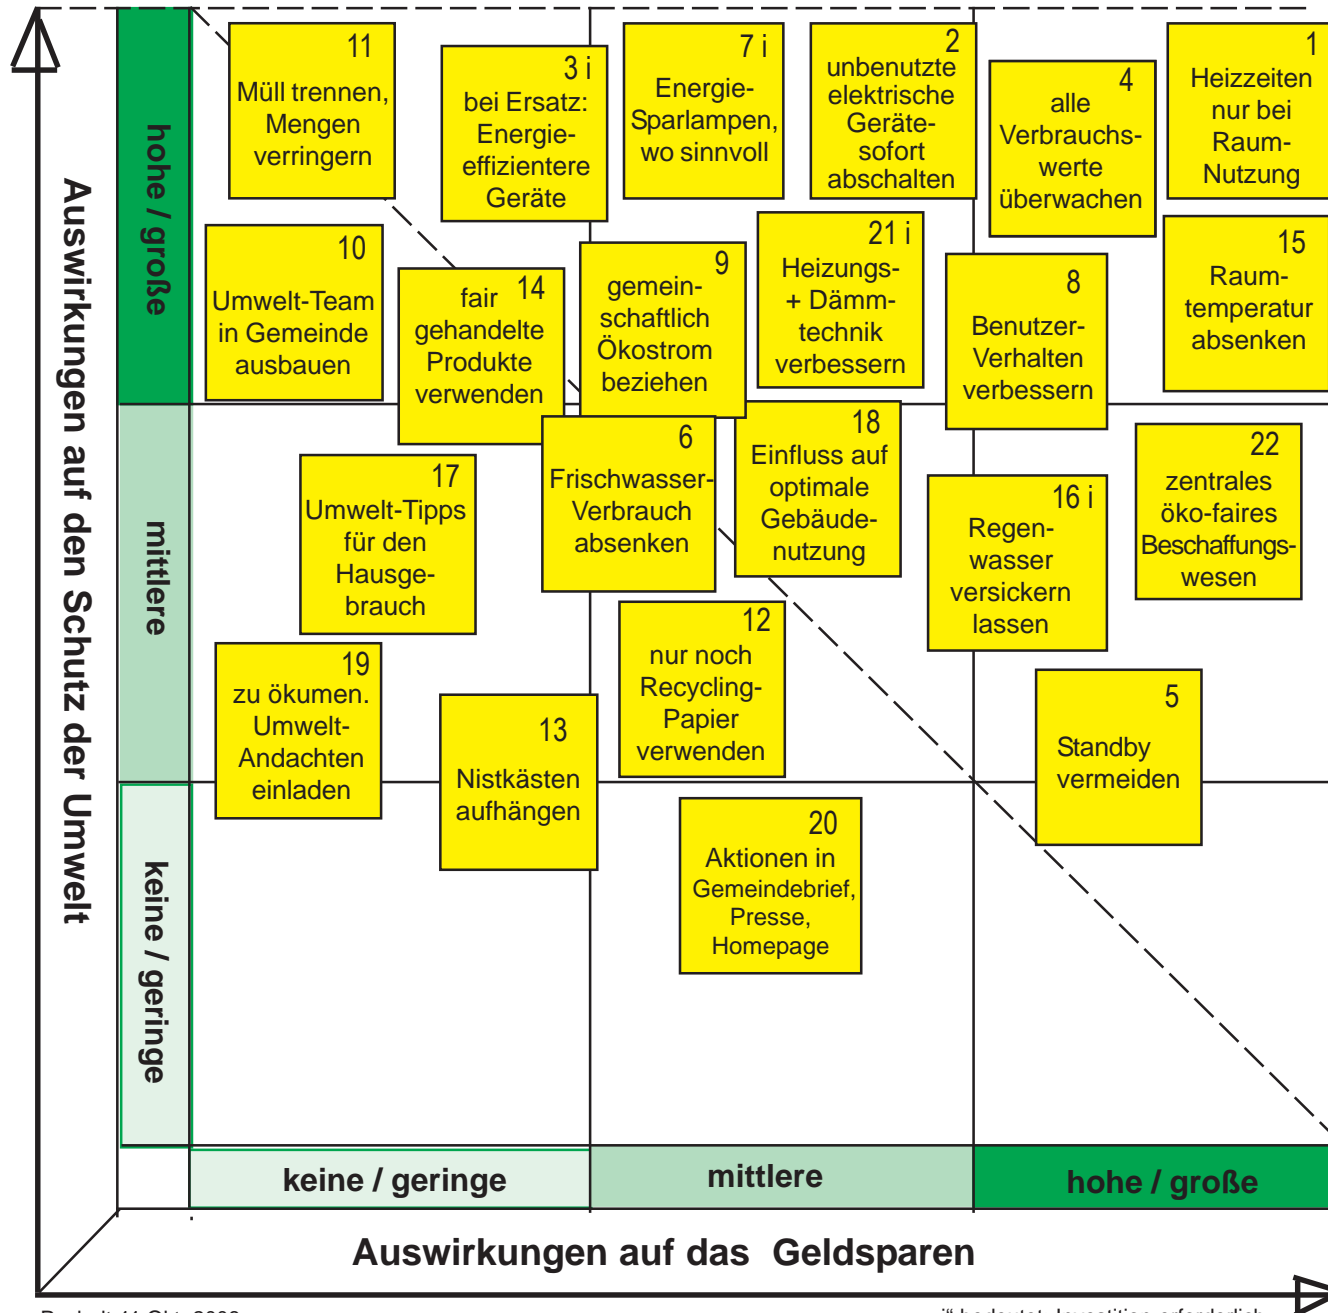 11
Müll trennen,
Mengen
verringern
3 i
bei Ersatz:
Energie-
effizientere
Geräte
7 i
Energie-
Sparlampen,
wo sinnvoll
2
unbenutzte
elektrische
Geräte-
sofort
abschalten
4
alle
Verbrauchs-
werte
überwachen
1
Heizzeiten
nur bei
Raum-
Nutzung
10
Umwelt-Team
in Gemeinde
ausbauen
fair 14
gehandelte
Produkte
verwenden
9
gemein-
schaftlich
Ökostrom
beziehen
21 i
Heizungs-
+ Dämm-
technik
verbessern
8
Benutzer-
Verhalten
verbessern
15
Raum-
temperatur
absenken
17
Umwelt-Tipps
für den
Hausge-
brauch
6
Frischwasser-
Verbrauch
absenken
18
Einfluss auf
optimale
Gebäude-
nutzung
16 i
Regen-
wasser
versickern
lassen
22
zentrales
öko-faires
Beschaffungs-
wesen
19
zu ökumen.
Umwelt-
Andachten
einladen
13
Nistkästen
aufhängen
12
nur noch
Recycling-
Papier
verwenden
5
Standby
vermeiden
20
Aktionen in
Gemeindebrief,
Presse,
Homepage
Auswirkungen auf den Schutz der Umwelt
hohe / große
mittlere
keine / geringe
keine / geringe
mittlere
hohe / große
Auswirkungen auf das Geldsparen